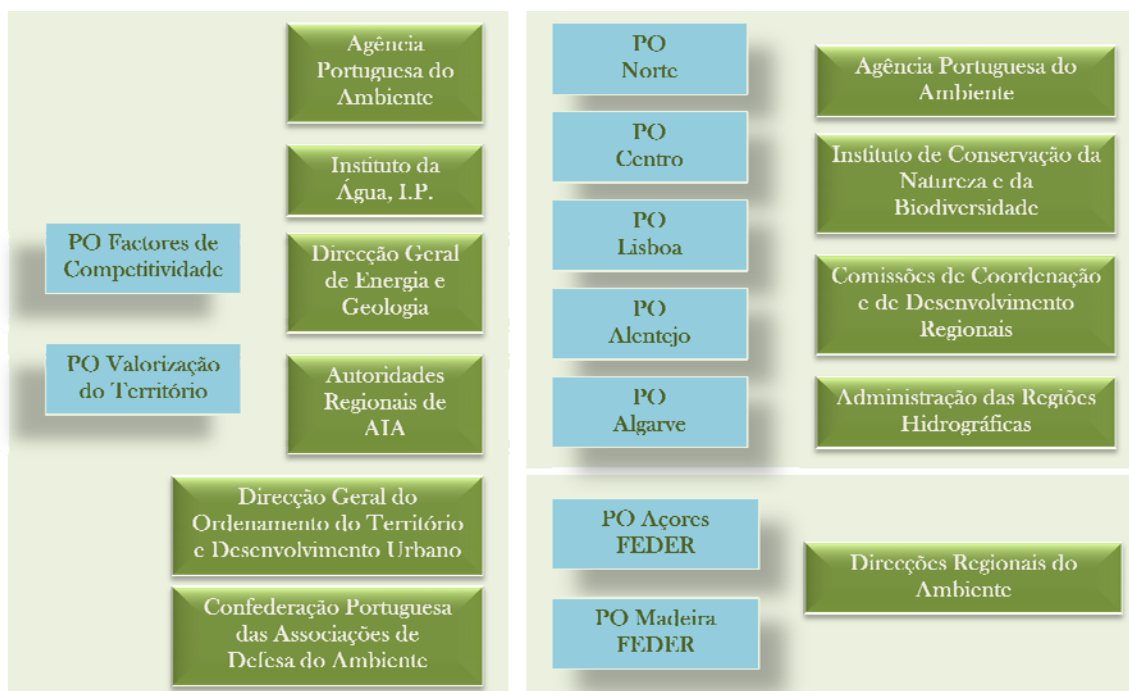 Agência
Portuguesa do
Ambiente
Instituto da
Água, I.P.
PO Factores de
Competitividade
Direcção Geral
de Energia e
Geologia
PO Valorização
do Território
Autoridades
Regionais de
AIA
Direcção Geral do
Ordenamento do Território
e Desenvolvimento Urbano
Confederação Portuguesa
das Associações de
Defesa do Ambiente
PO
Norte
PO
Centro
PO
Lisboa
PO
Alentejo
PO
Algarve
Agência Portuguesa do
Ambiente
Instituto de Conservação da
Natureza e da
Biodiversidade
Comissões de Coordenação
e de Desenvolvimento
Regionais
Administração das Regiões
Hidrográficas
PO Açores
FEDER
PO Madeira
FEDER
Direcções Regionais do
Ambiente